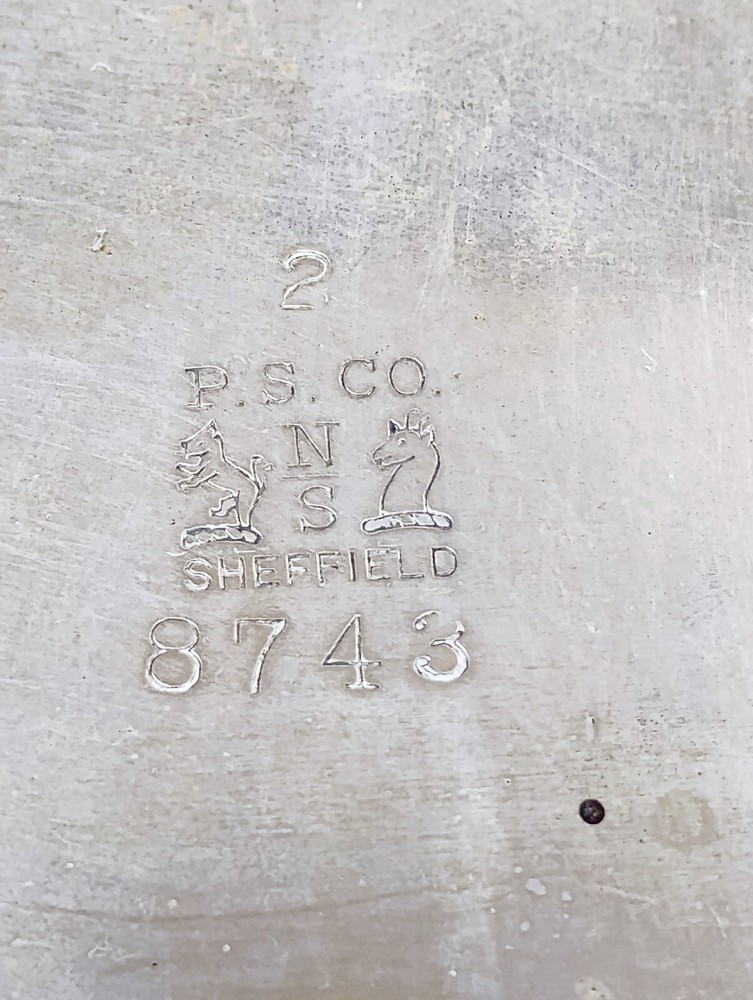 2
P.S.CO.
N
S
SHEFFIELD
8743